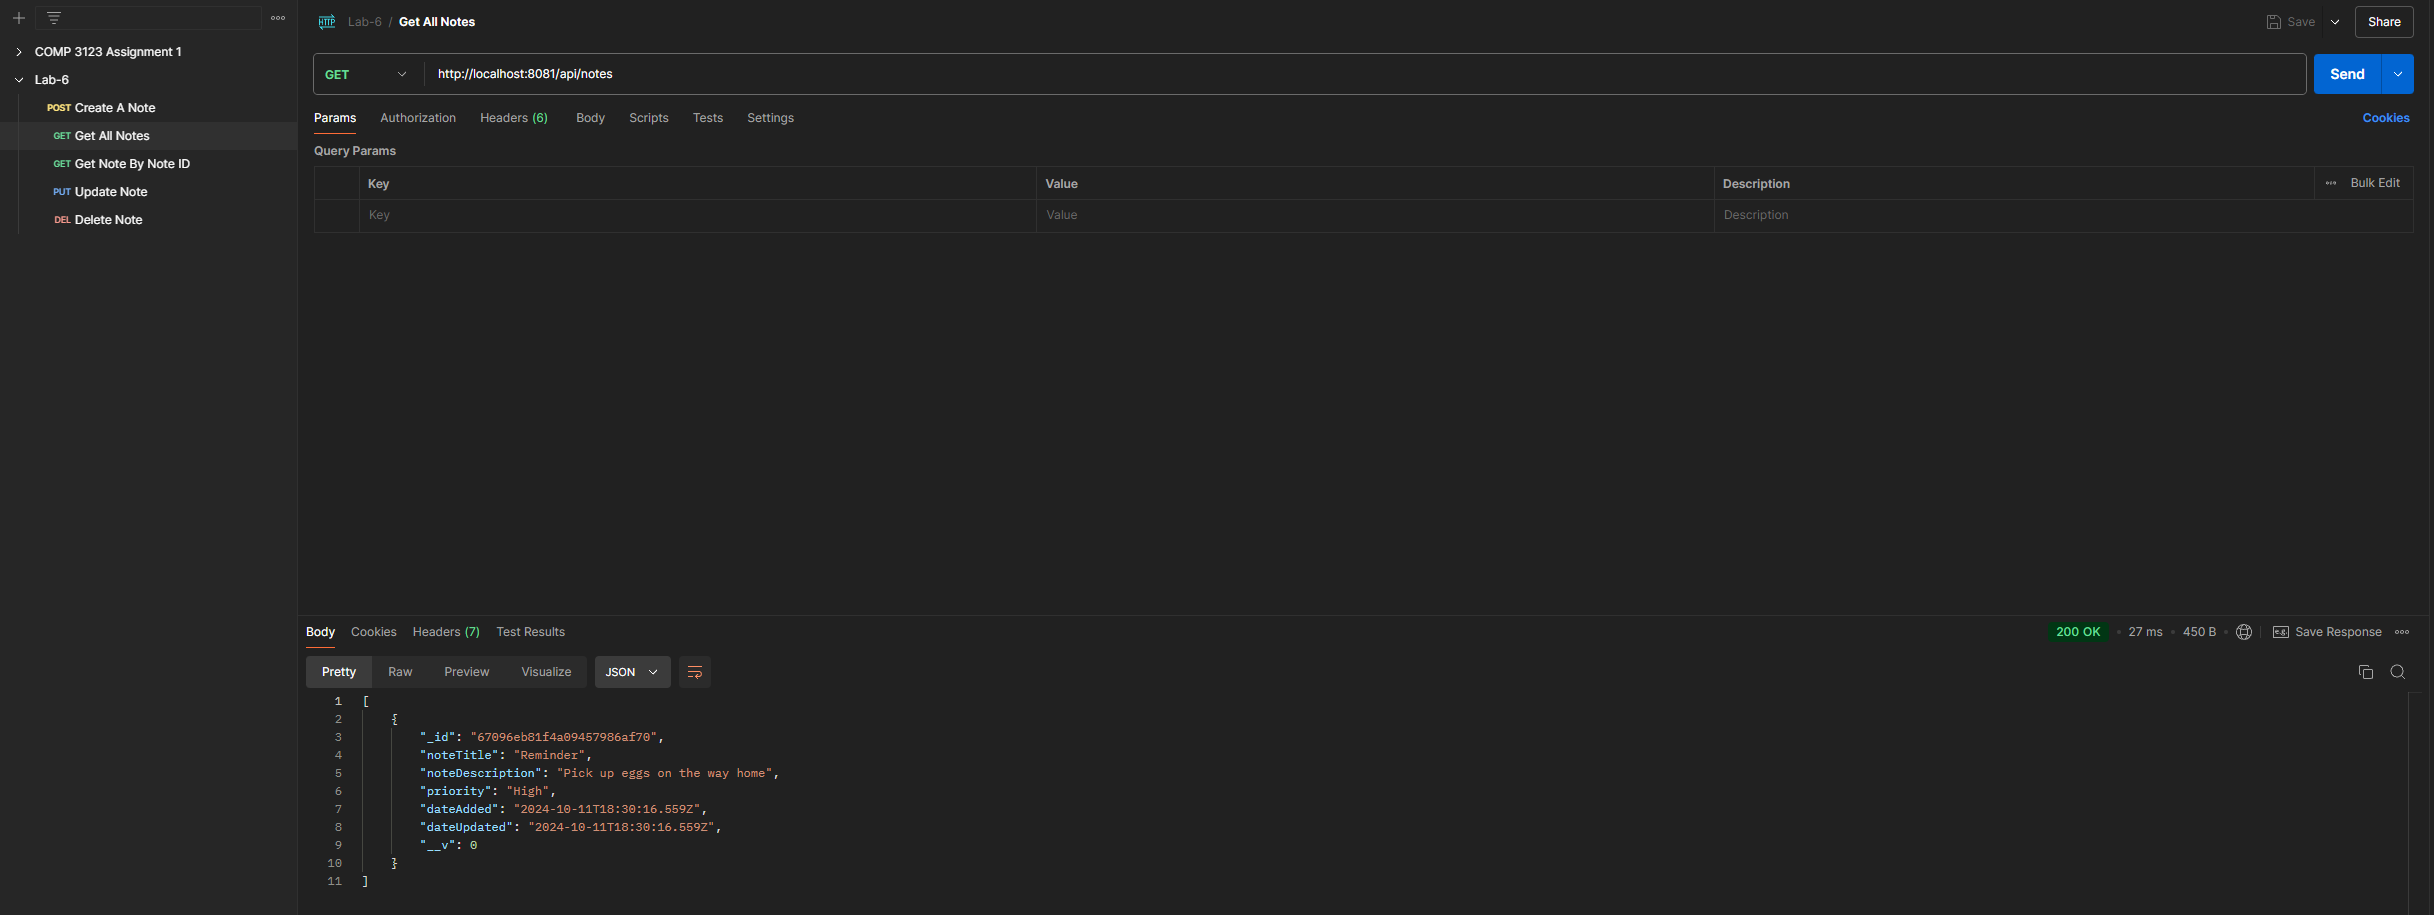 COMP 3123 Assignment 1
Lab-6
POST Create A Note
GET Get All Notes
GET Get Note By Note ID
PUT Update Note
DEL Delete Note
HTTP Lab-6 / Get All Notes
Save
Share
GET http://localhost:8081/api/notes
Send
Params Authorization Headers (6) Body Scripts Tests Settings
Cookies
Query Params
Key Value Description Bulk Edit
Key Value Description
Body Cookies Headers (7) Test Results
200 OK • 27 ms • 450 B • e.g. Save Response
Pretty Raw Preview Visualize JSON
1 [
2 {
3 "_id": "67096eb81f4a09457986af70",
4 "noteTitle": "Reminder",
5 "noteDescription": "Pick up eggs on the way home",
6 "priority": "High",
7 "dateAdded": "2024-10-11T18:30:16.559Z",
8 "dateUpdated": "2024-10-11T18:30:16.559Z",
9 "__v": 0
10 }
11 ]